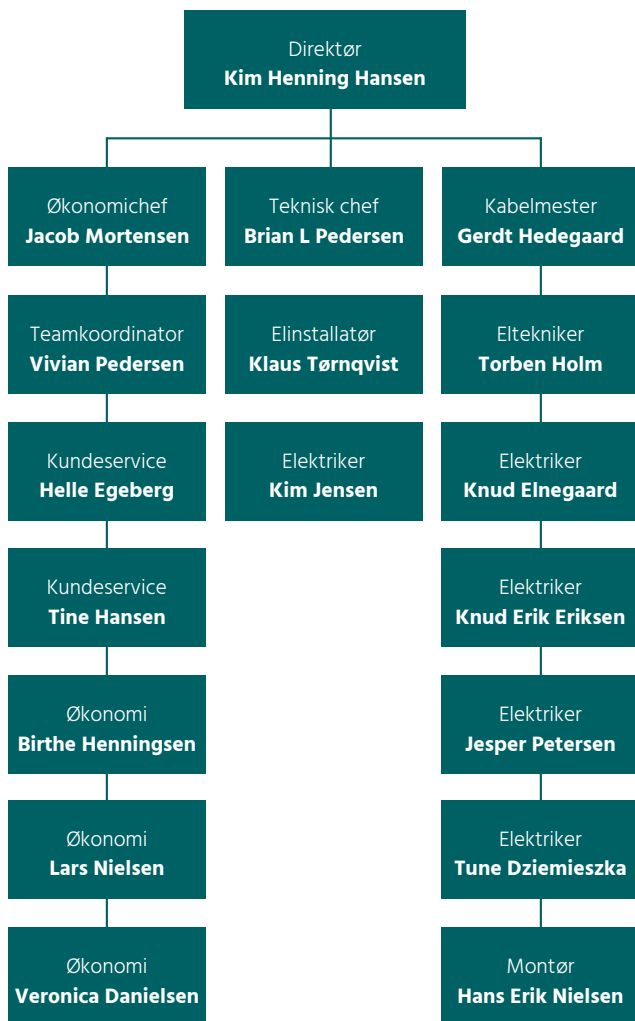 Direktør
Kim Henning Hansen
Økonomichef
Jacob Mortensen
Teknisk chef
Brian L Pedersen
Kabelmester
Gerdt Hedegaard
Teamkoordinator
Vivian Pedersen
Elinstallatør
Klaus Tørnqvist
Eltekniker
Torben Holm
Kundeservice
Helle Egeberg
Elektriker
Kim Jensen
Elektriker
Knud Elnegaard
Kundeservice
Tine Hansen
Elektriker
Knud Erik Eriksen
Økonomi
Birthe Henningsen
Elektriker
Jesper Petersen
Økonomi
Lars Nielsen
Elektriker
Tune Dziemieszka
Økonomi
Veronica Danielsen
Montør
Hans Erik Nielsen